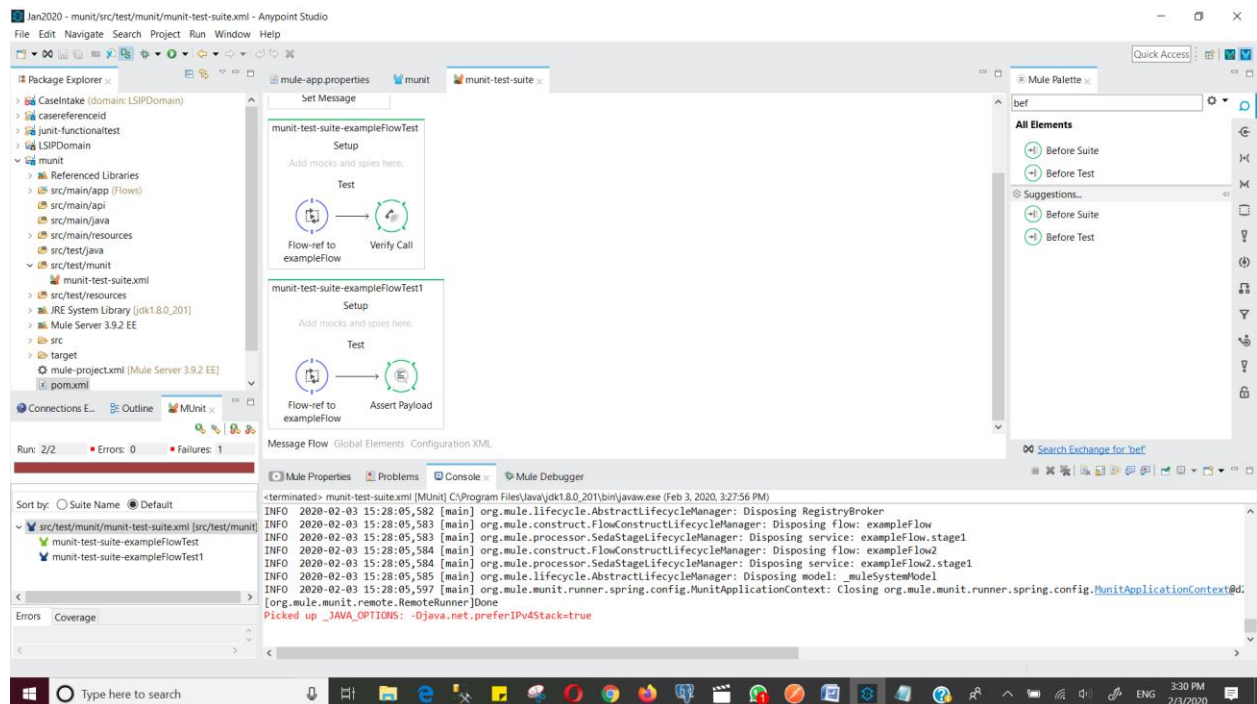 Jan2020 - munit/src/test/munit/munit-test-suite.xml - Anypoint Studio
File Edit Navigate Search Project Run Window Help
Quick Access
Package Explorer
CaseIntake (domain: LSIPDomain)
casereferenceid
junit-functionaltest
LSIPDomain
munit
Referenced Libraries
src/main/app (Flows)
src/main/api
src/main/java
src/main/resources
src/test/java
src/test/munit
munit-test-suite.xml
src/test/resources
JRE System Library [jdk1.8.0_201]
Mule Server 3.9.2 EE
src
target
mule-project.xml [Mule Server 3.9.2 EE]
pom.xml
mule-app.properties munit munit-test-suite
Set Message
munit-test-suite-exampleFlowTest
Setup
Add mocks and spies here.
Test
Flow-ref to exampleFlow
Verify Call
munit-test-suite-exampleFlowTest1
Setup
Add mocks and spies here.
Test
Flow-ref to exampleFlow
Assert Payload
Message Flow Global Elements Configuration XML
Mule Palette
bef
All Elements
Before Suite
Before Test
Suggestions...
Before Suite
Before Test
Search Exchange for 'bef'
Connections E... Outline MUnit
Run: 2/2 Errors: 0 Failures: 1
Sort by: Suite Name Default
src/test/munit/munit-test-suite.xml [src/test/munit]
munit-test-suite-exampleFlowTest
munit-test-suite-exampleFlowTest1
Errors Coverage
Mule Properties Problems Console Mule Debugger
<terminated> munit-test-suite.xml [MUnit] C:\Program Files\Java\jdk1.8.0_201\bin\javaw.exe (Feb 3, 2020, 3:27:56 PM)
INFO 2020-02-03 15:28:05,582 [main] org.mule.lifecycle.AbstractLifecycleManager: Disposing RegistryBroker
INFO 2020-02-03 15:28:05,583 [main] org.mule.construct.FlowConstructLifecycleManager: Disposing flow: exampleFlow
INFO 2020-02-03 15:28:05,583 [main] org.mule.processor.SedaStageLifecycleManager: Disposing service: exampleFlow.stage1
INFO 2020-02-03 15:28:05,584 [main] org.mule.construct.FlowConstructLifecycleManager: Disposing flow: exampleFlow2
INFO 2020-02-03 15:28:05,584 [main] org.mule.processor.SedaStageLifecycleManager: Disposing service: exampleFlow2.stage1
INFO 2020-02-03 15:28:05,585 [main] org.mule.lifecycle.AbstractLifecycleManager: Disposing model: _muleSystemModel
INFO 2020-02-03 15:28:05,597 [main] org.mule.munit.runner.spring.config.MunitApplicationContext: Closing org.mule.munit.runner.spring.config.MunitApplicationContext@d
[org.mule.munit.remote.RemoteRunner]Done
Picked up _JAVA_OPTIONS: -Djava.net.preferIPv4Stack=true
Type here to search
ENG
3:30 PM
2/3/2020